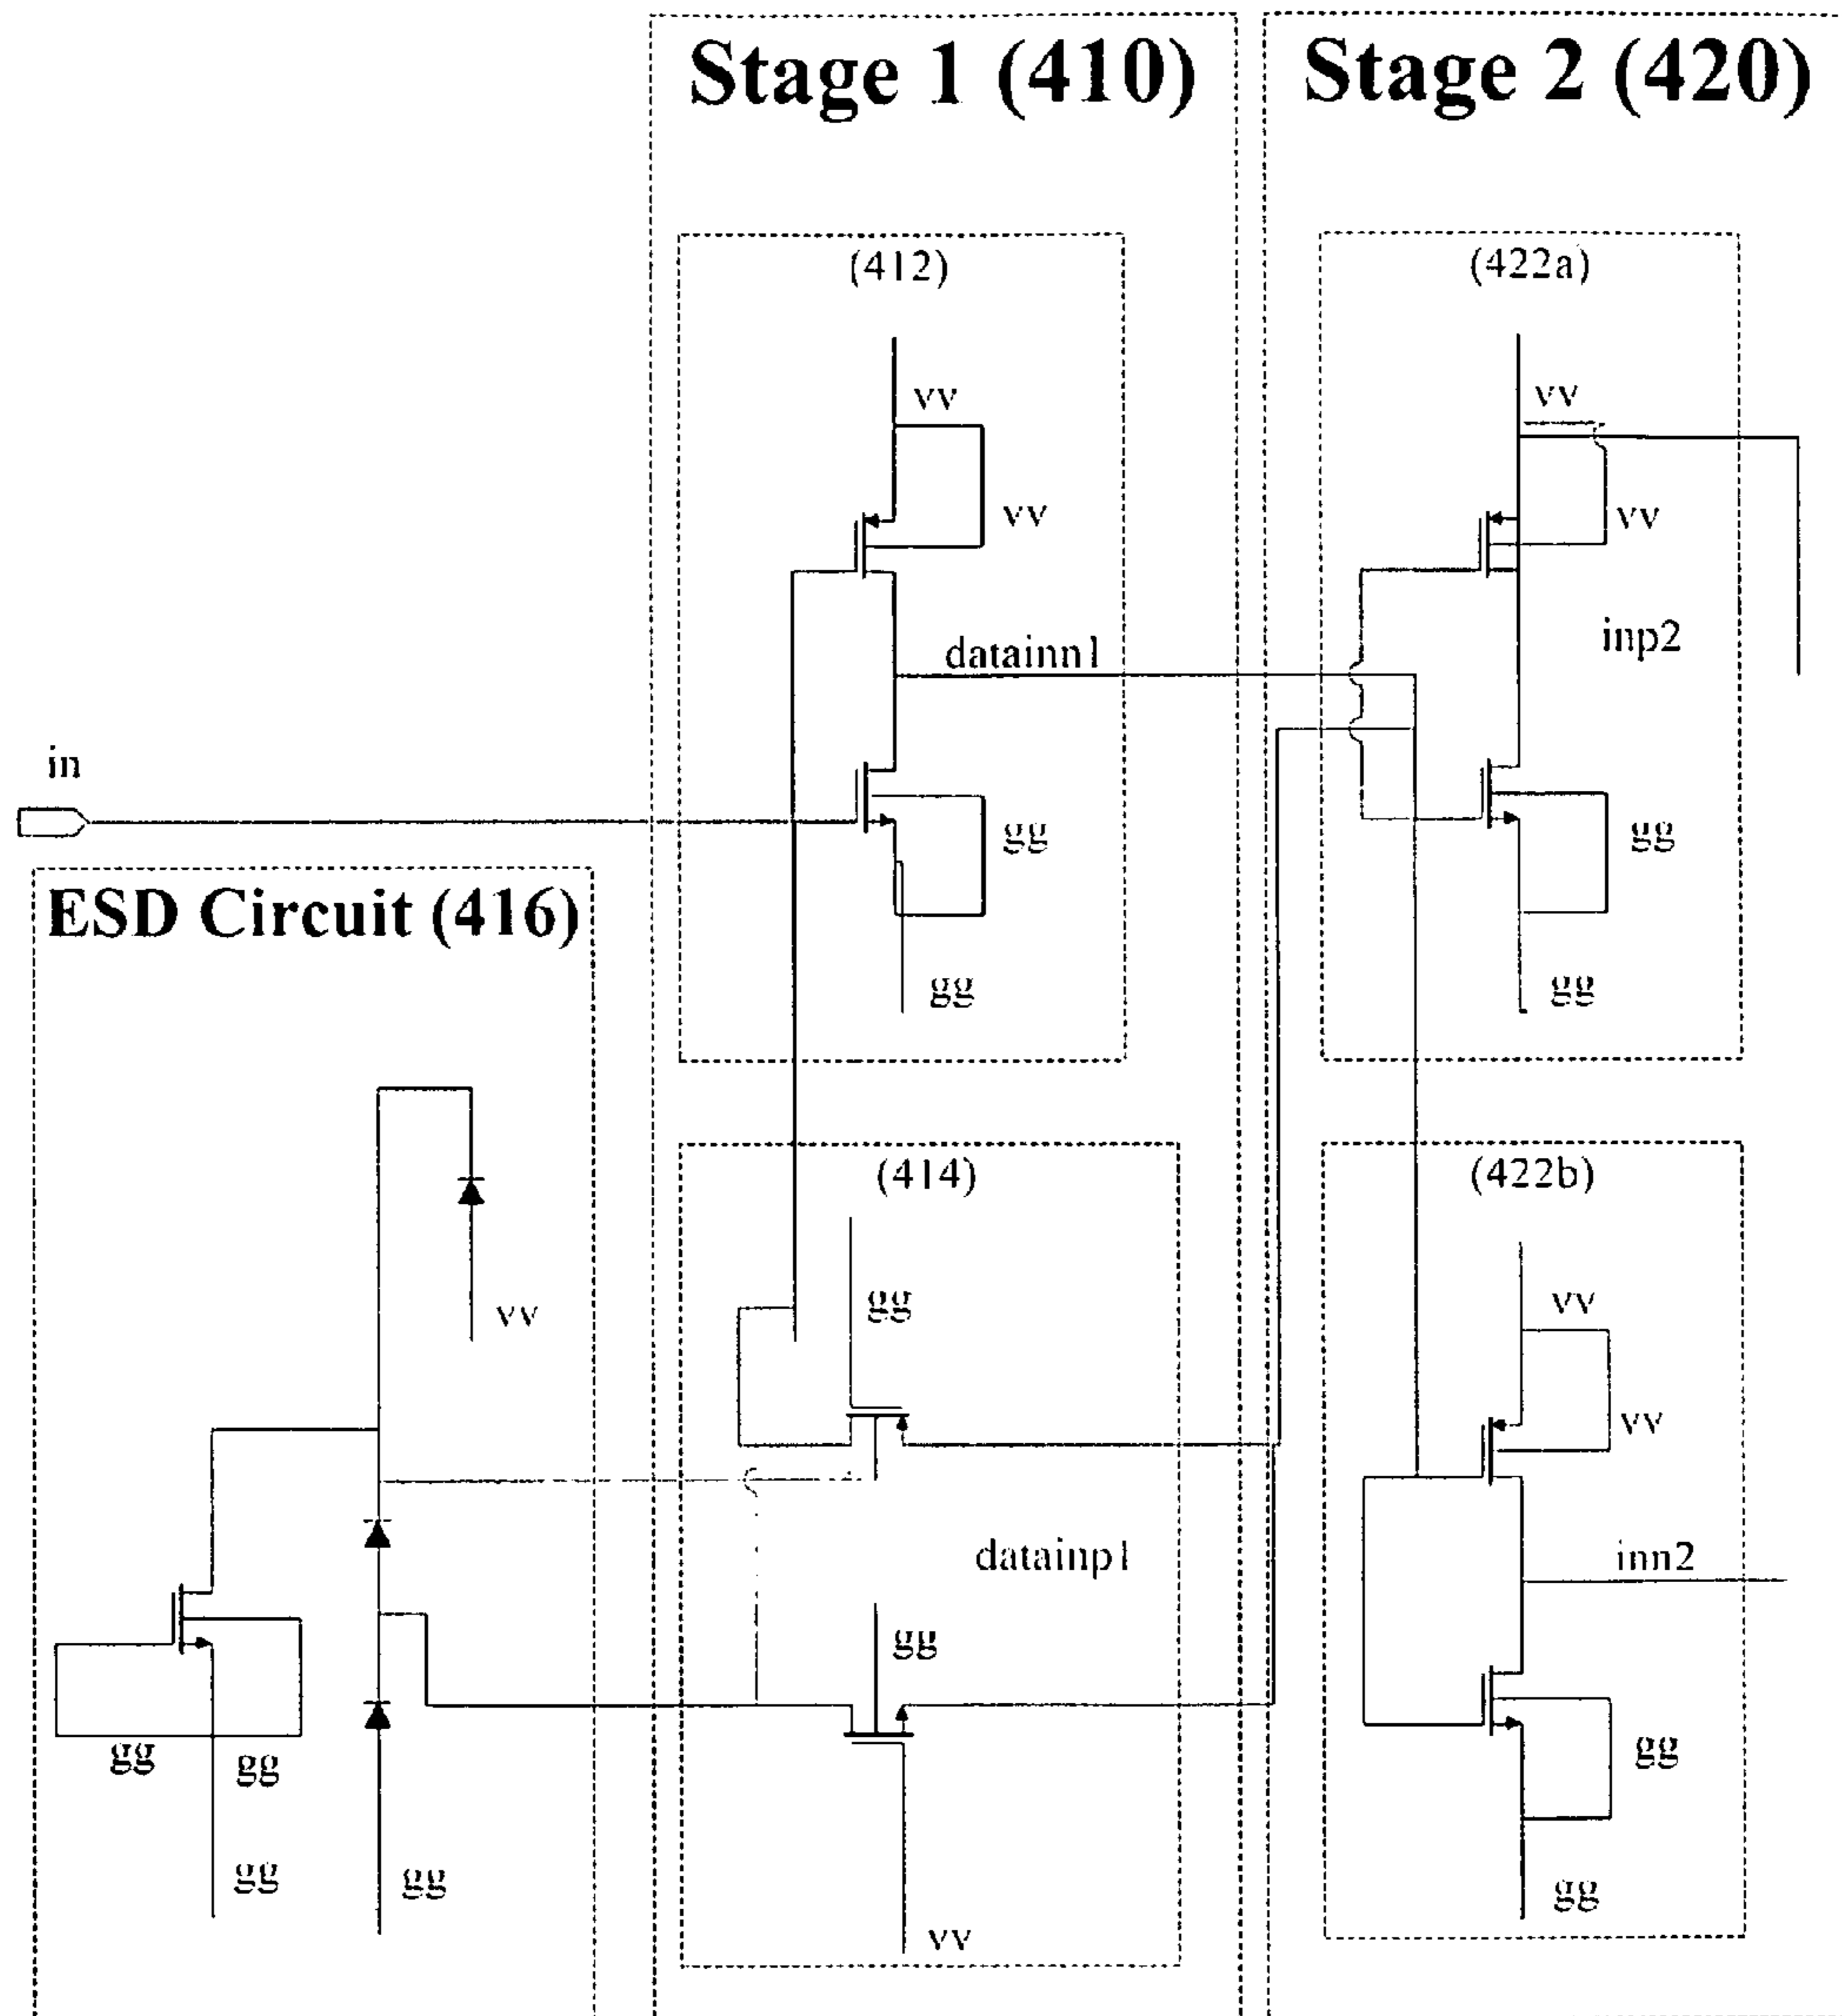 Stage 1 (410)
Stage 2 (420)
(412)
(422a)
vv
vv
vv
vv
inp2
datainn1
in
gg
gg
ESD Circuit (416)
gg
gg
(414)
(422b)
gg
vv
vv
vv
datainp1
inn2
gg
gg
gg
gg
gg
gg
gg
vv